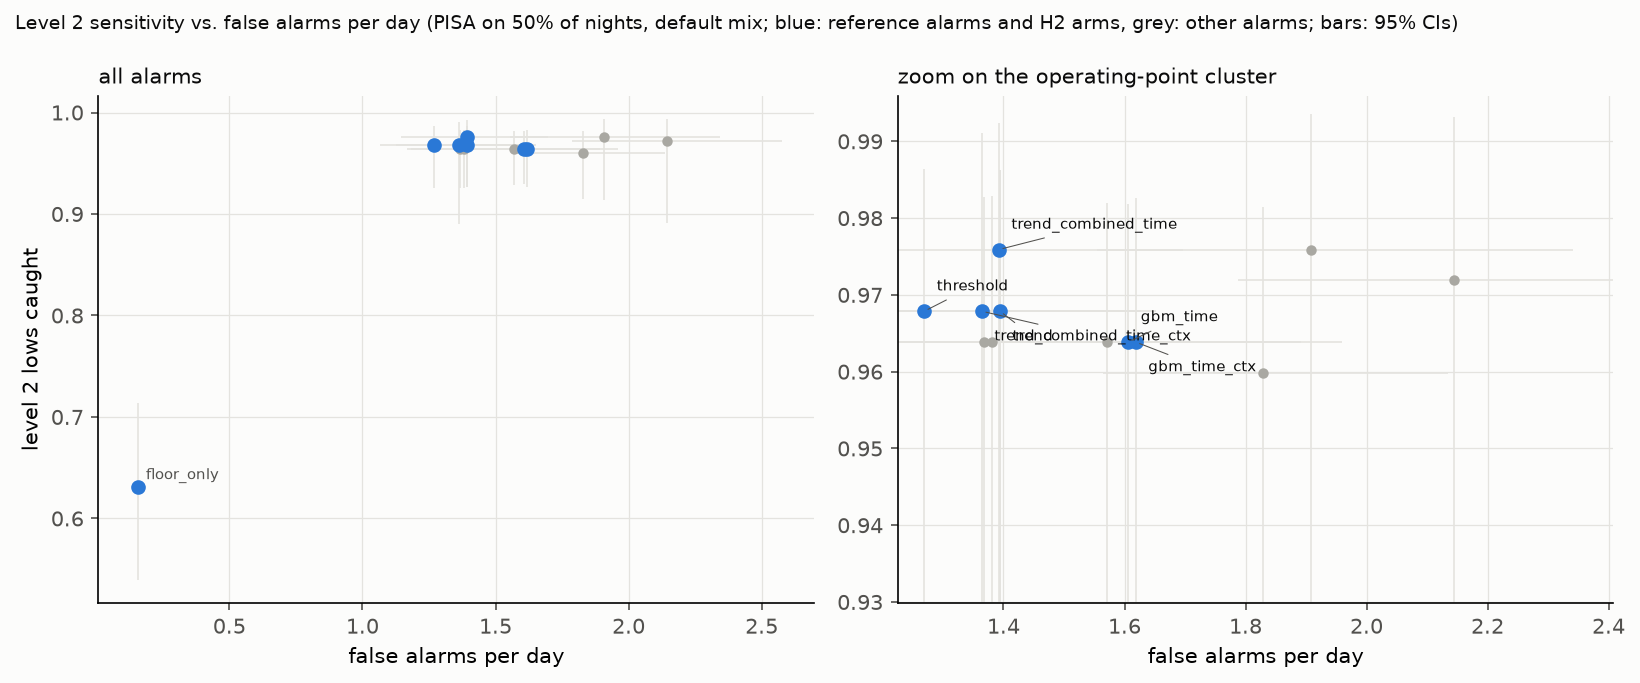 Level 2 sensitivity vs. false alarms per day (PISA on 50% of nights, default mix; blue: reference alarms and H2 arms, grey: other alarms; bars: 95% CIs)
all alarms
level 2 lows caught
1.0
0.9
0.8
0.7
0.6
floor_only
0.5
1.0
1.5
2.0
2.5
false alarms per day
zoom on the operating-point cluster
0.99
0.98
0.97
0.96
0.95
0.94
0.93
trend_combined_time
threshold
gbm_time
trend
trend_combined_time_ctx
gbm_time_ctx
1.4
1.6
1.8
2.0
2.2
2.4
false alarms per day